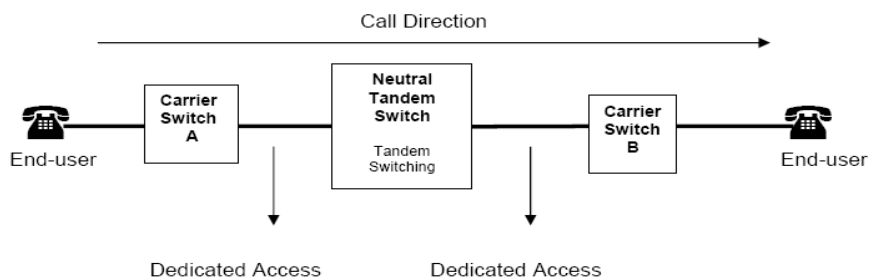 Call Direction
Neutral
Tandem
Switch
Tandem
Switching
Carrier
Switch
A
Carrier
Switch
B
End-user
End-user
Dedicated Access
Dedicated Access